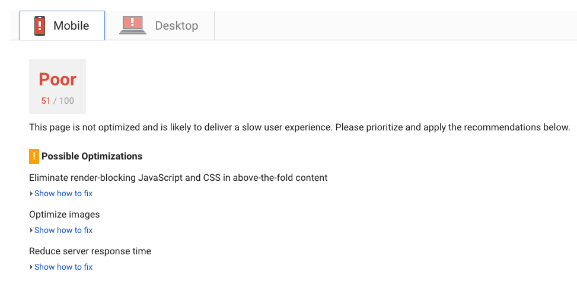 Mobile
Desktop
Poor
51 / 100
This page is not optimized and is likely to deliver a slow user experience. Please prioritize and apply the recommendations below.
! Possible Optimizations
Eliminate render-blocking JavaScript and CSS in above-the-fold content
Show how to fix
Optimize images
Show how to fix
Reduce server response time
Show how to fix